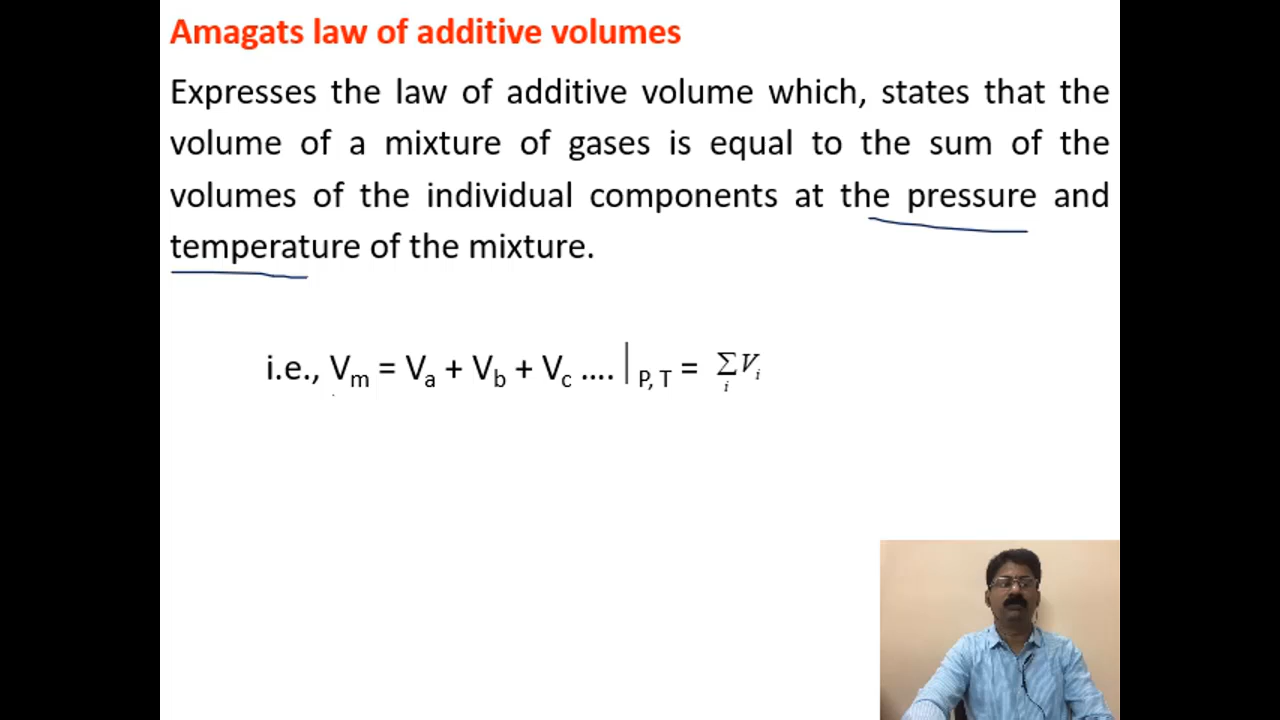 Amagats law of additive volumes
Expresses the law of additive volume which, states that the
volume of a mixture of gases is equal to the sum of the
volumes of the individual components at the pressure and
temperature of the mixture.
i.e., Vm = Va + Vb + Vc .... | P, T = ∑i Vi